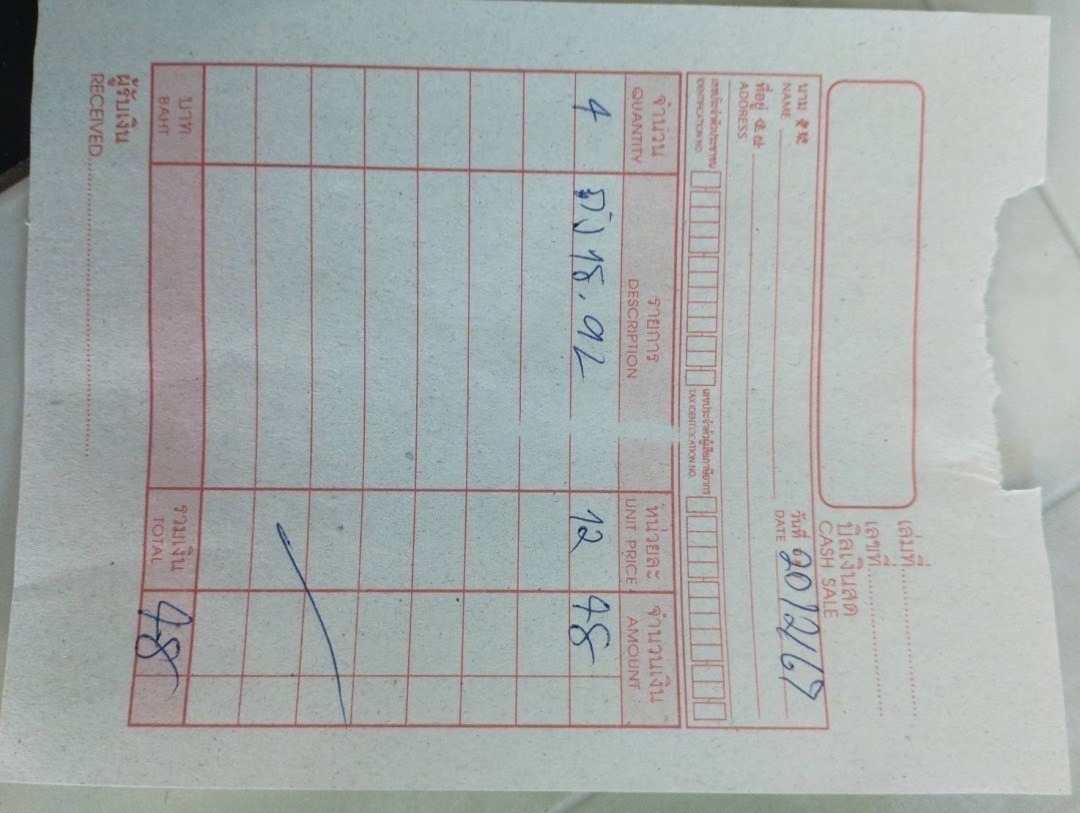 เล่มที่
เลขที่
บิลเงินสด
CASH SALE
วันที่ 20/2/67
DATE
นาม
NAME
ที่อยู่
ADDRESS
เลขประจำตัวประชาชน เลขประจำตัวผู้เสียภาษีอากร
IDENTIFICATION NO. TAX IDENTIFICATION NO.
จำนวน รายการ หน่วยละ จำนวนเงิน
QUANTITY DESCRIPTION UNIT PRICE AMOUNT
4 12 48
บาท รวมเงิน 48
BAHT TOTAL
ผู้รับเงิน
RECEIVED